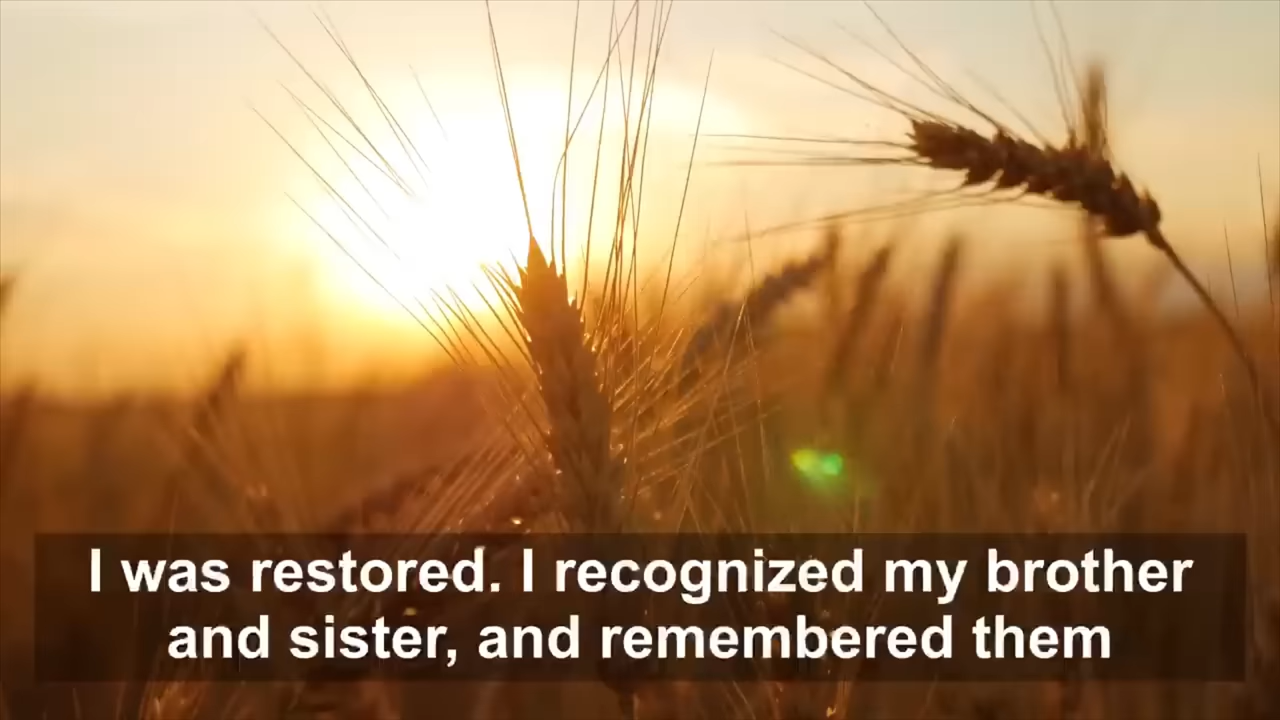 I was restored. I recognized my brother
and sister, and remembered them